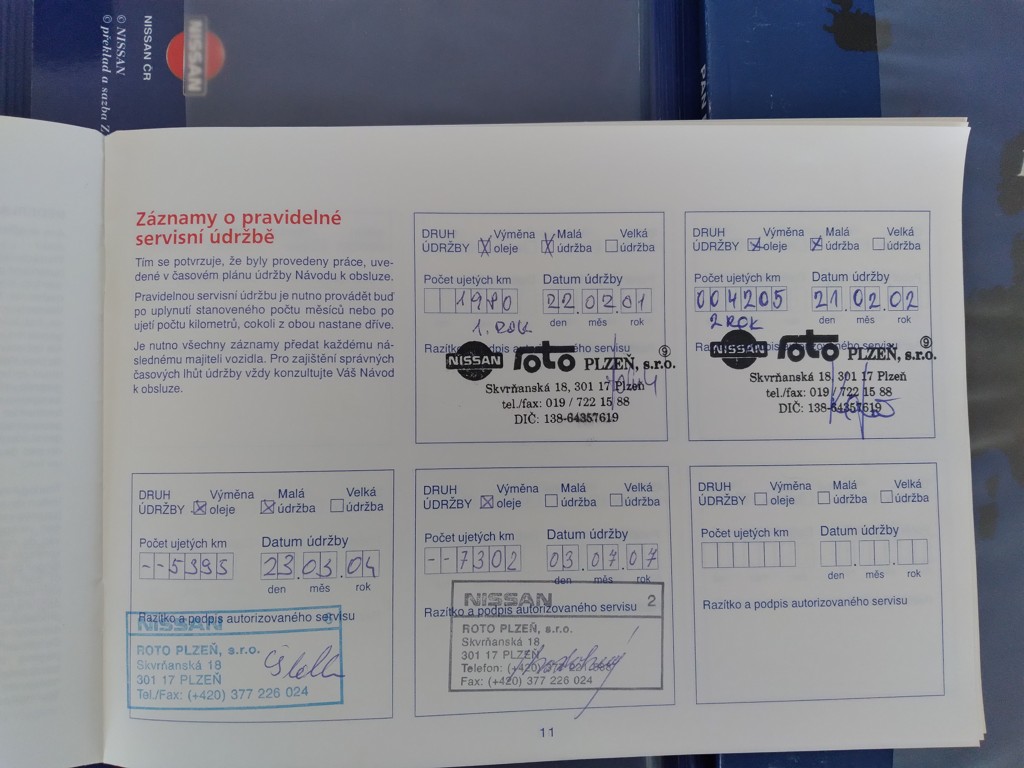 NISSAN
NISSAN ČR
© NISSAN
© překlad a sazba
Záznamy o pravidelné
servisní údržbě
Tím se potvrzuje, že byly provedeny práce, uve-
dené v časovém plánu údržby Návodu k obsluze.
Pravidelnou servisní údržbu je nutno provádět buď
po uplynutí stanoveného počtu měsíců nebo po
ujetí počtu kilometrů, cokoli z obou nastane dříve.
Je nutno všechny záznamy předat každému ná-
slednému majiteli vozidla. Pro zajištění správných
časových lhůt údržby vždy konzultujte Váš Návod
k obsluze.
DRUH Výměna Malá Velká
ÚDRŽBY oleje údržba údržba
Počet ujetých km Datum údržby
1980 22.02.01
den měs rok
1. ROK
NISSAN roto PLZEŇ, s.r.o. 9
Skvrňanská 18, 301 17 Plzeň
tel./fax: 019 / 722 15 88
DIČ: 138-64357619
DRUH Výměna Malá Velká
ÚDRŽBY oleje údržba údržba
Počet ujetých km Datum údržby
004205 21.02.02
den měs rok
2 ROK
NISSAN roto PLZEŇ, s.r.o. 9
Skvrňanská 18, 301 17 Plzeň
tel./fax: 019 / 722 15 88
DIČ: 138-64357619
DRUH Výměna Malá Velká
ÚDRŽBY oleje údržba údržba
Počet ujetých km Datum údržby
--5393 23.03.04
den měs rok
Razítko a podpis autorizovaného servisu
NISSAN
ROTO PLZEŇ, s.r.o.
Skvrňanská 18
301 17 PLZEŇ
Tel./Fax: (+420) 377 226 024
DRUH Výměna Malá Velká
ÚDRŽBY oleje údržba údržba
Počet ujetých km Datum údržby
--7302 03.07.07
den měs rok
Razítko a podpis autorizovaného servisu
NISSAN 2
ROTO PLZEŇ, s.r.o.
Skvrňanská 18
301 17 PLZEŇ
Telefon: (+420)
Fax: (+420) 377 226 024
DRUH Výměna Malá Velká
ÚDRŽBY oleje údržba údržba
Počet ujetých km Datum údržby
den měs rok
Razítko a podpis autorizovaného servisu
11